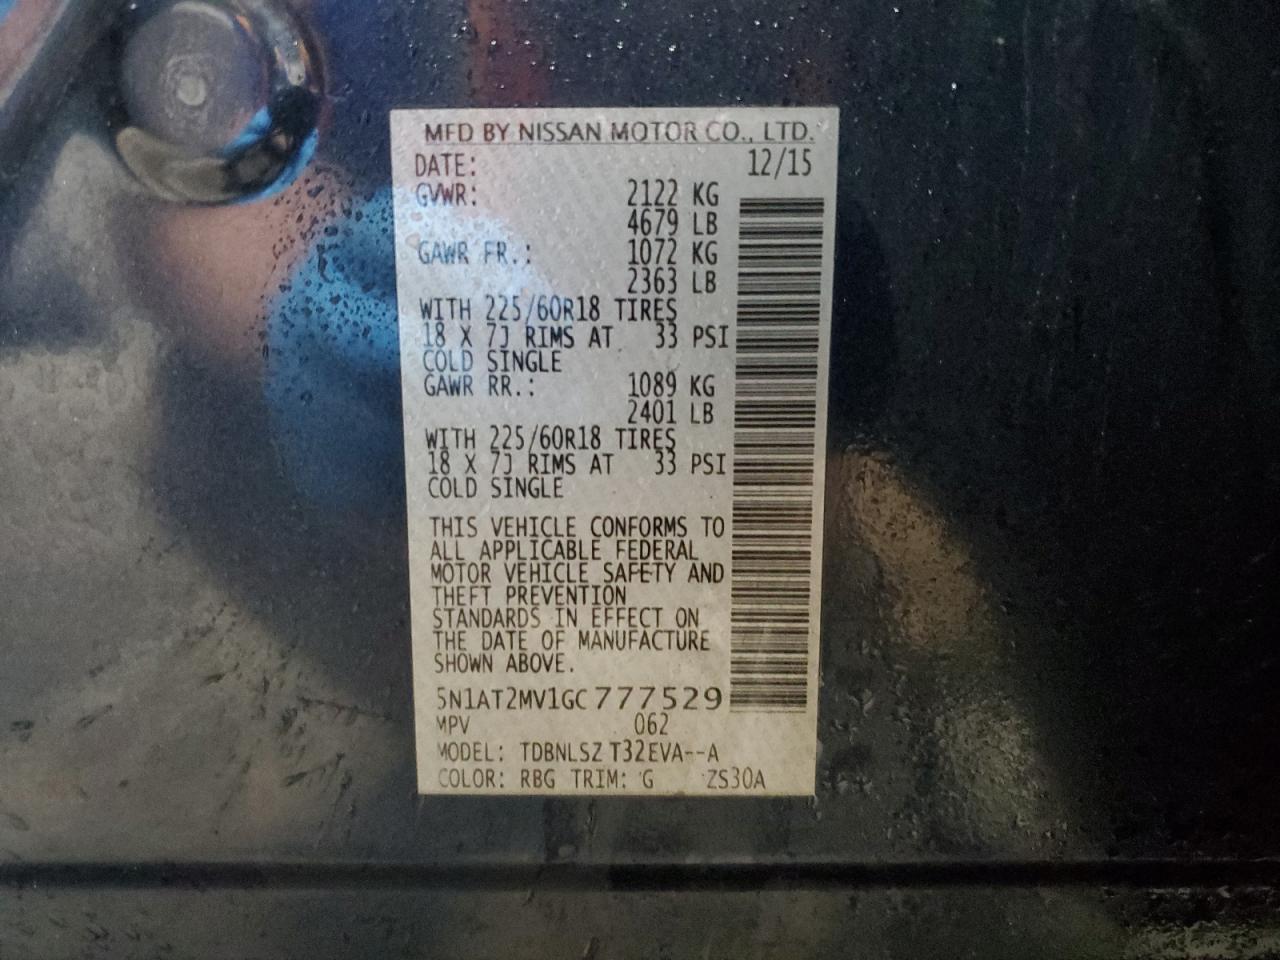 MFD BY NISSAN MOTOR CO., LTD.
DATE: 12/15
GVWR: 2122 KG
4679 LB
GAWR FR.: 1072 KG
2363 LB
WITH 225/60R18 TIRES
18 X 7J RIMS AT 33 PSI
COLD SINGLE
GAWR RR.: 1089 KG
2401 LB
WITH 225/60R18 TIRES
18 X 7J RIMS AT 33 PSI
COLD SINGLE
THIS VEHICLE CONFORMS TO
ALL APPLICABLE FEDERAL
MOTOR VEHICLE SAFETY AND
THEFT PREVENTION
STANDARDS IN EFFECT ON
THE DATE OF MANUFACTURE
SHOWN ABOVE.
5N1AT2MV1GC777529
MPV 062
MODEL: TDBNLSZ T32EVA--A
COLOR: RBG TRIM: G ZS30A